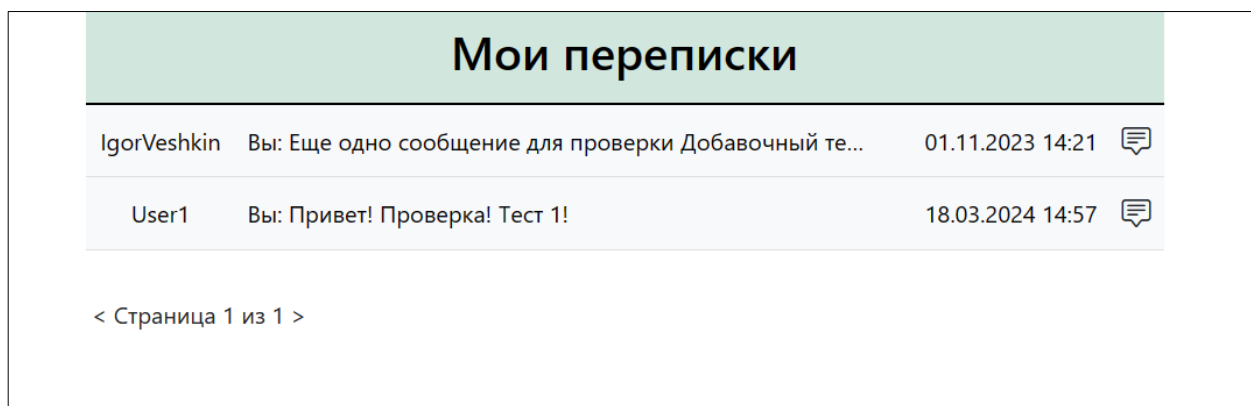 Мои переписки
IgorVeshkin Вы: Еще одно сообщение для проверки Добавочный те... 01.11.2023 14:21
User1 Вы: Привет! Проверка! Тест 1! 18.03.2024 14:57
< Страница 1 из 1 >